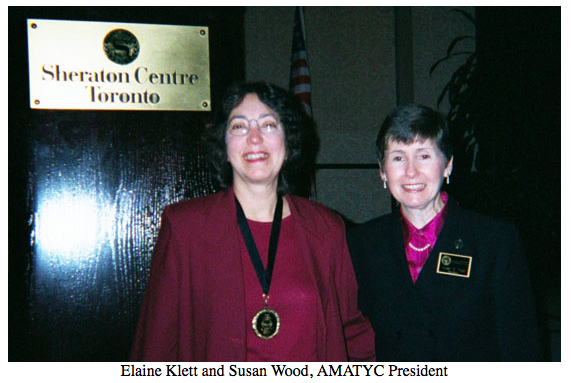 Sheraton Centre
Toronto
Elaine Klett and Susan Wood, AMATYC President